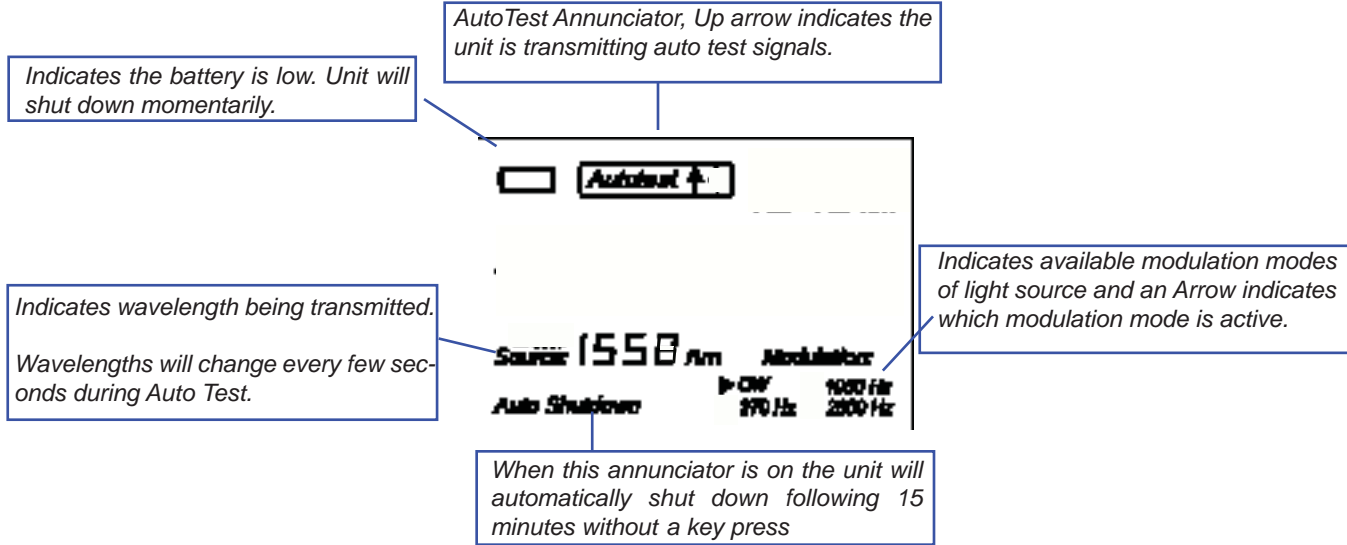 AutoTest Annunciator, Up arrow indicates the
unit is transmitting auto test signals.
Indicates the battery is low. Unit will
shut down momentarily.
Autotest
Indicates wavelength being transmitted.
Wavelengths will change every few sec-
onds during Auto Test.
Indicates available modulation modes
of light source and an Arrow indicates
which modulation mode is active.
Source 1550 nm Modulation
CW Hz
Auto Shutdown Hz Hz
When this annunciator is on the unit will
automatically shut down following 15
minutes without a key press